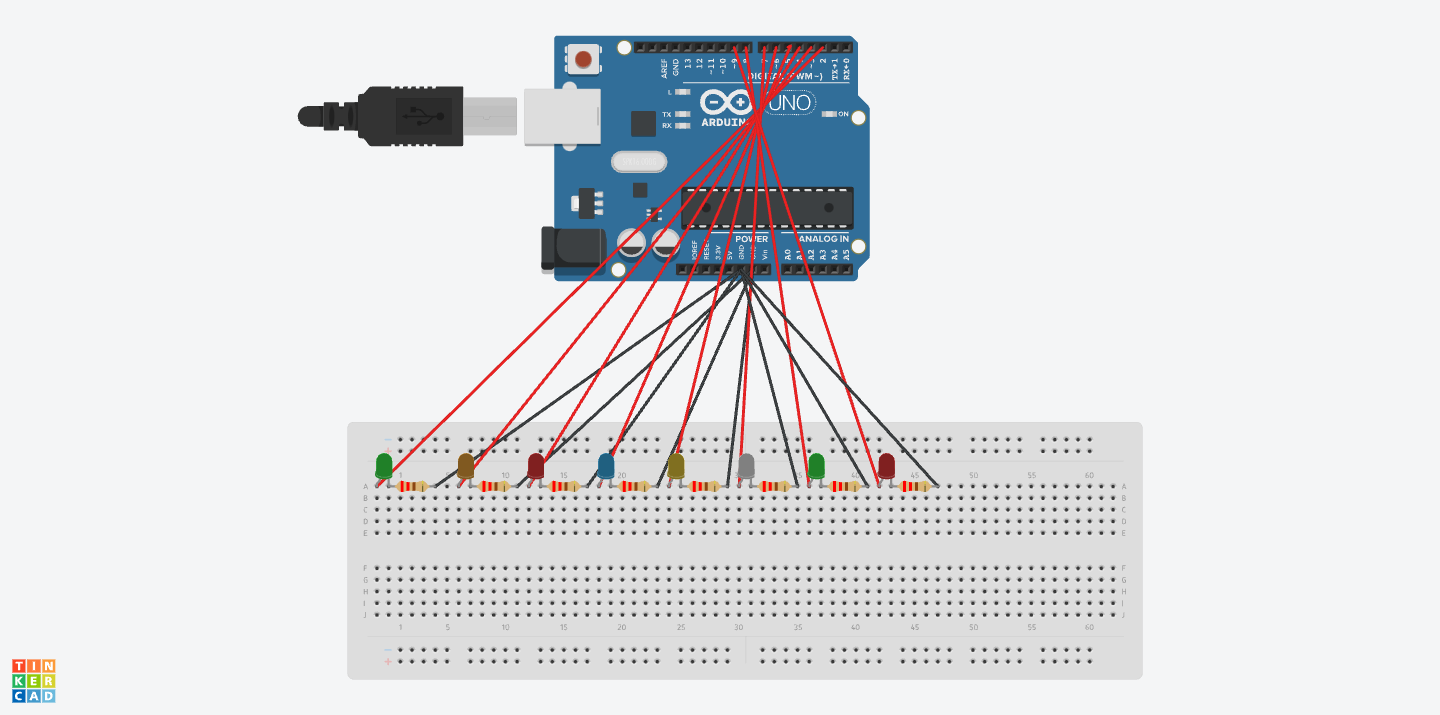 AREF
GND
13
12
~11
~10
~9
8
2
TX→1
RX←0
DIGITAL (PWM~)
L
TX
RX
ARDUINO
UNO
ON
POWER
ANALOG IN
IOREF
RESET
3.3V
5V
GND
Vin
A0
A1
A2
A3
A4
A5
1 5 10 15 20 25 30 35 40 45 50 55 60
A A
B B
C C
D D
E E
F F
G G
H H
I I
J J
1 5 10 15 20 25 30 35 40 45 50 55 60
TIN
KER
CAD